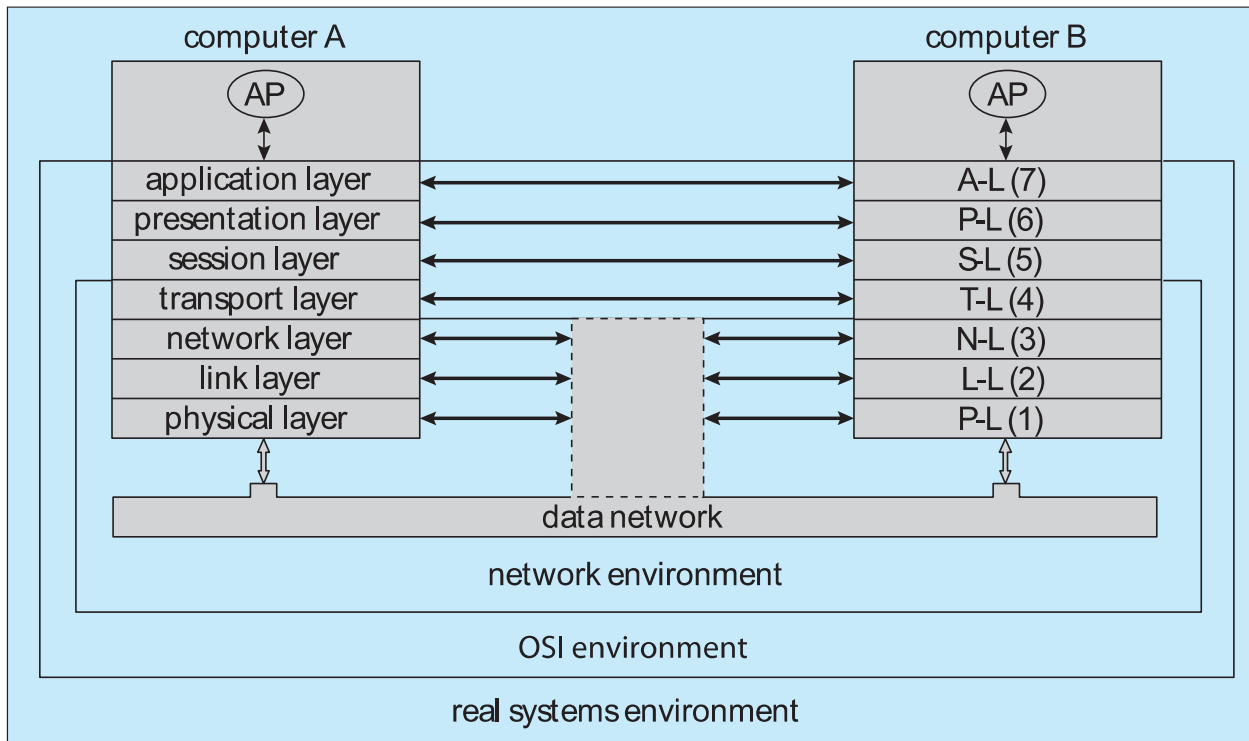 computer A
computer B
AP
AP
application layer
A-L (7)
presentation layer
P-L (6)
session layer
S-L (5)
transport layer
T-L (4)
network layer
N-L (3)
link layer
L-L (2)
physical layer
P-L (1)
data network
network environment
OSI environment
real systems environment